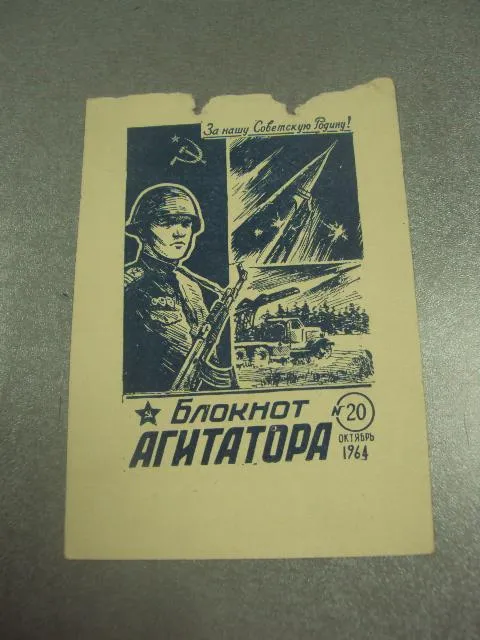 За нашу Советскую Родину!
Блокнот
АГИТАТОРА
№20
ОКТЯБРЬ
1964